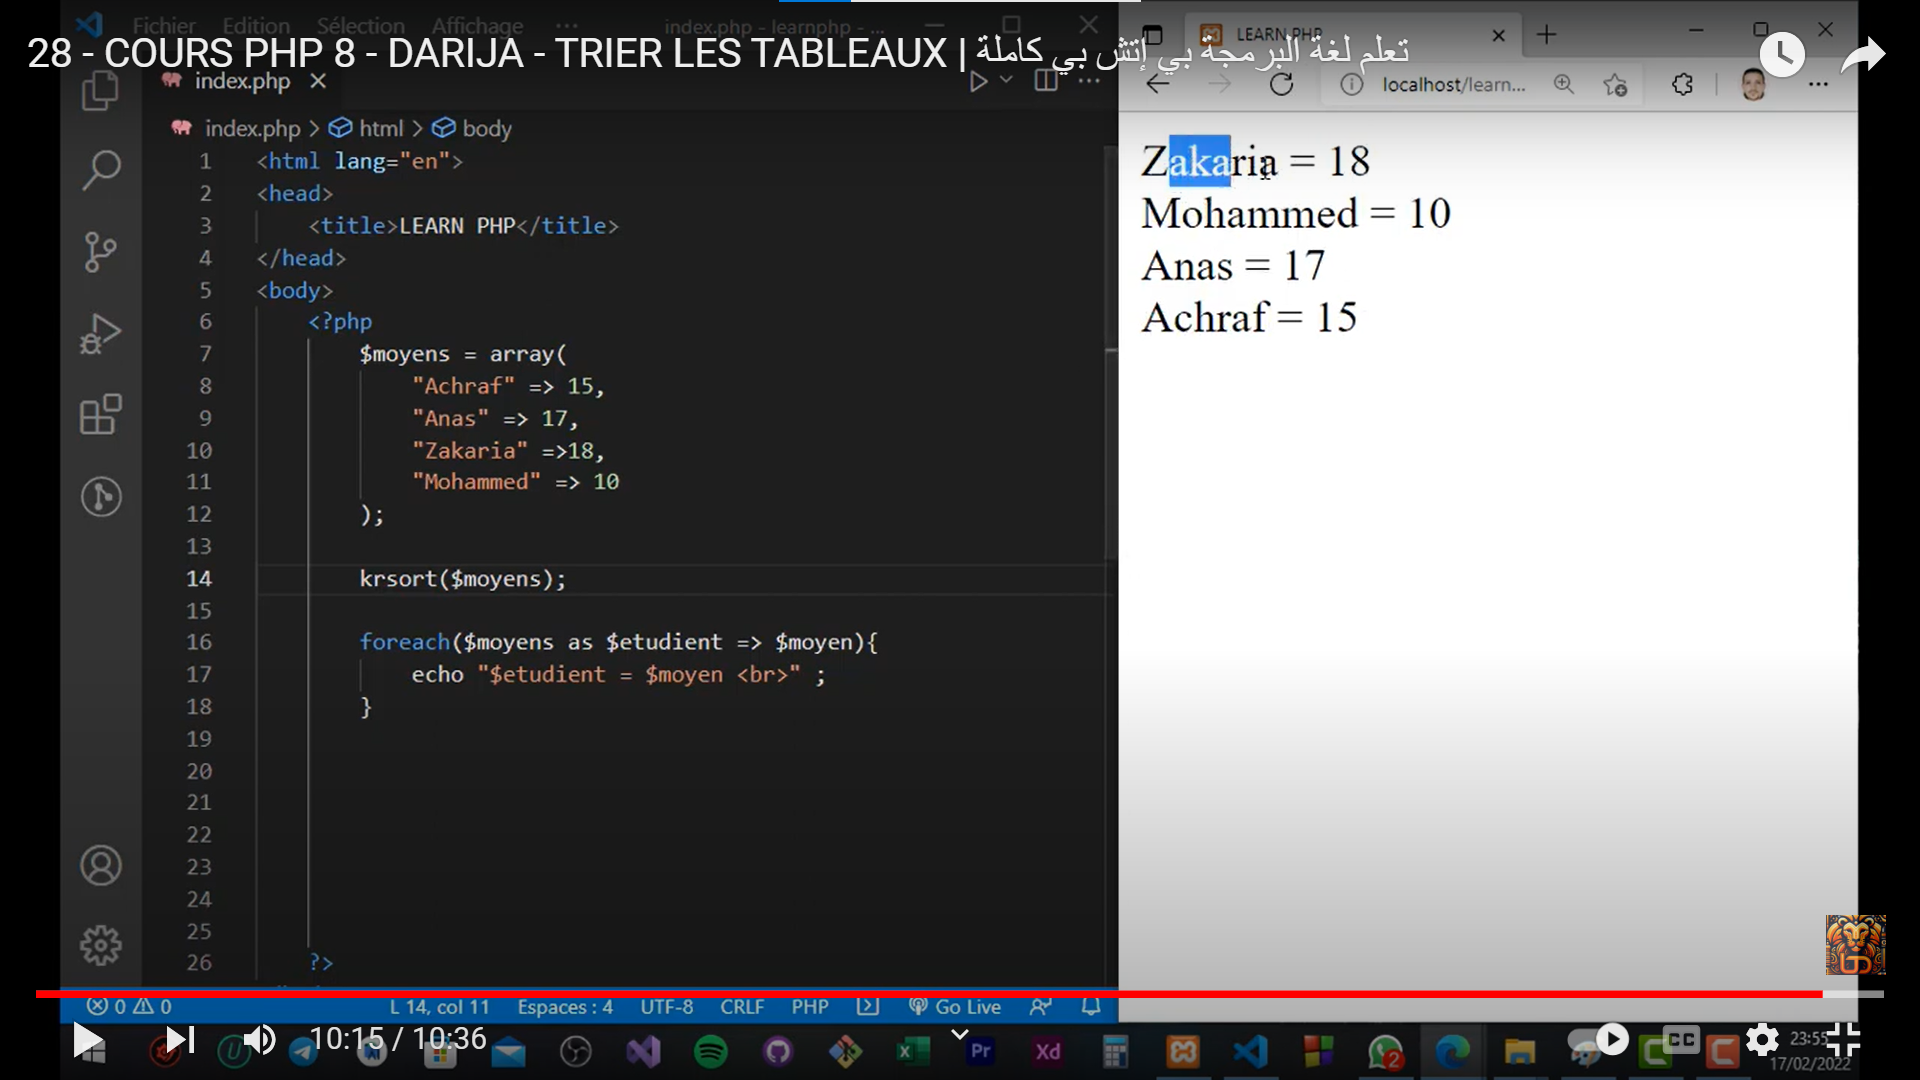 Fichier Edition Sélection Affichage ... index.php - learnphp - ...
LEARN PHP
28 - COURS PHP 8 - DARIJA - TRIER LES TABLEAUX | تعلم لغة البرمجة بي إتش بي كاملة
index.php
localhost/learn...
index.php > html > body
1 <html lang="en">
2 <head>
3 <title>LEARN PHP</title>
4 </head>
5 <body>
6 <?php
7 $moyens = array(
8 "Achraf" => 15,
9 "Anas" => 17,
10 "Zakaria" =>18,
11 "Mohammed" => 10
12 );
13
14 krsort($moyens);
15
16 foreach($moyens as $etudient => $moyen){
17 echo "$etudient = $moyen <br>" ;
18 }
19
20
21
22
23
24
25
26 ?>
Zakaria = 18
Mohammed = 10
Anas = 17
Achraf = 15
0 0 L 14, col 11 Espaces : 4 UTF-8 CRLF PHP Go Live
10:15 / 10:36
Pr Xd 2 CC
23:55
17/02/2022